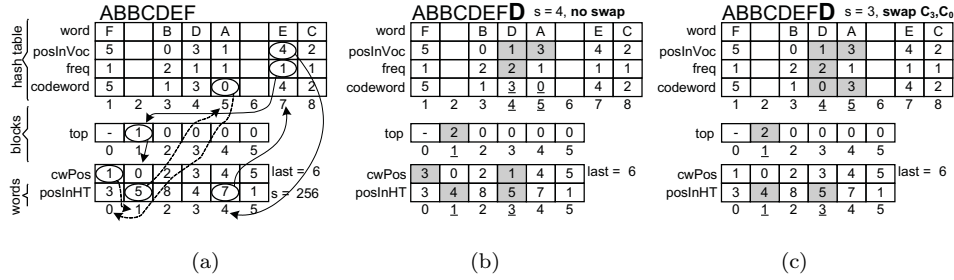 ABBCDEF
hash table
word F B D A E C
posInVoc 5 0 3 1 4 2
freq 1 2 1 1 1 1
codeword 5 1 3 0 4 2
1 2 3 4 5 6 7 8
blocks
top - 1 0 0 0 0
0 1 2 3 4 5
words
cwPos 1 0 2 3 4 5 last = 6
posInHT 3 5 8 4 7 1 s = 256
0 1 2 3 4 5
(a)
ABBCDEFD s = 4, no swap
word F B D A E C
posInVoc 5 0 1 3 4 2
freq 1 2 2 1 1 1
codeword 5 1 3 0 4 2
1 2 3 4 5 6 7 8
top - 2 0 0 0 0
0 1 2 3 4 5
cwPos 3 0 2 1 4 5 last = 6
posInHT 3 4 8 5 7 1
0 1 2 3 4 5
(b)
ABBCDEFD s = 3, swap C3,C0
word F B D A E C
posInVoc 5 0 1 3 4 2
freq 1 2 2 1 1 1
codeword 5 1 0 3 4 2
1 2 3 4 5 6 7 8
top - 2 0 0 0 0
0 1 2 3 4 5
cwPos 1 0 2 3 4 5 last = 6
posInHT 3 4 8 5 7 1
0 1 2 3 4 5
(c)